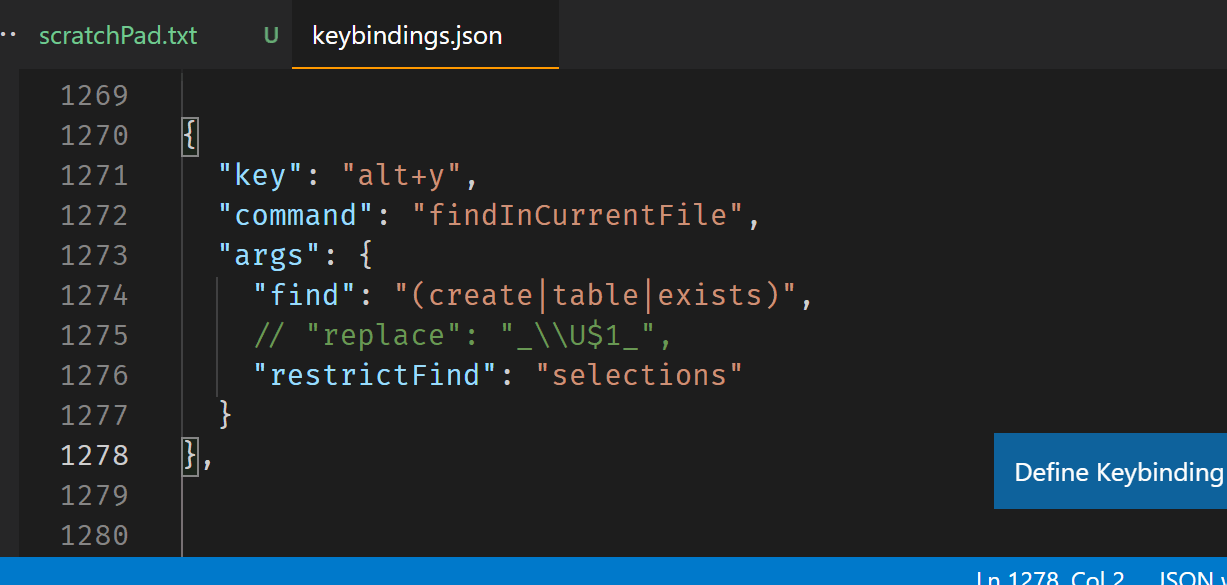 ·· scratchPad.txt U keybindings.json
1269
1270 {
1271 "key": "alt+y",
1272 "command": "findInCurrentFile",
1273 "args": {
1274 "find": "(create|table|exists)",
1275 // "replace": "_\\U$1_",
1276 "restrictFind": "selections"
1277 }
1278 },
Define Keybinding
1279
1280
Ln 1278, Col 2 JSON